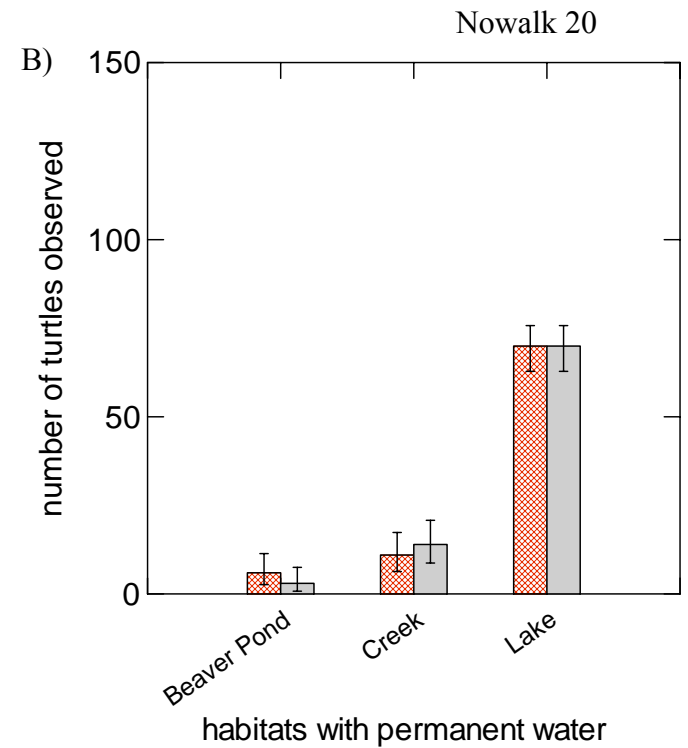 Nowalk 20
B)
150
100
50
0
number of turtles observed
Beaver Pond
Creek
Lake
habitats with permanent water